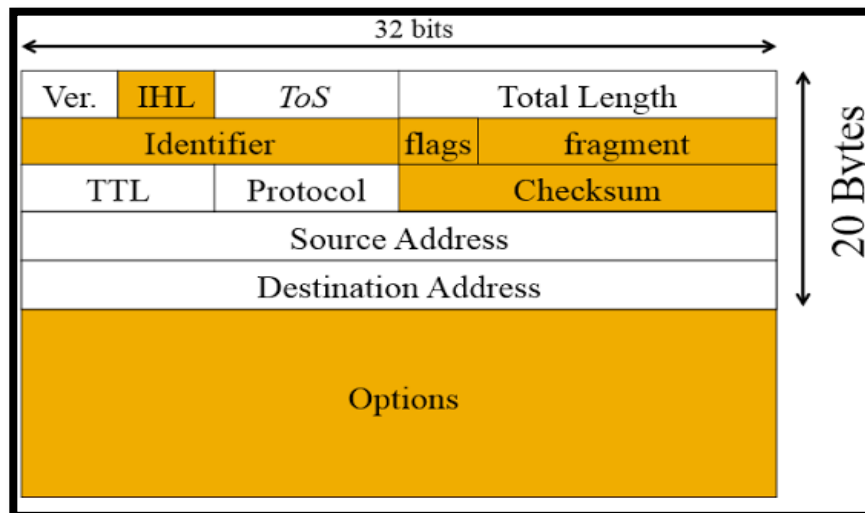 32 bits
Ver. IHL ToS Total Length
Identifier flags fragment
TTL Protocol Checksum
Source Address
Destination Address
Options
20 Bytes